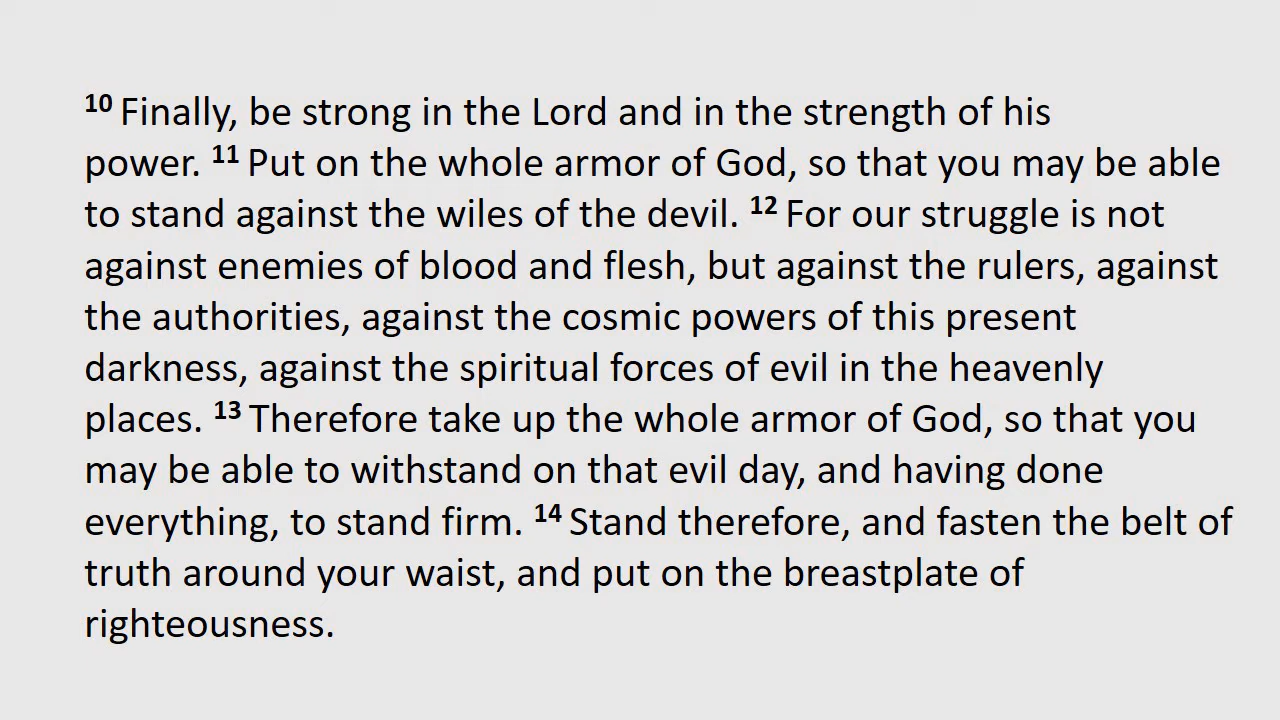 10 Finally, be strong in the Lord and in the strength of his
power. 11 Put on the whole armor of God, so that you may be able
to stand against the wiles of the devil. 12 For our struggle is not
against enemies of blood and flesh, but against the rulers, against
the authorities, against the cosmic powers of this present
darkness, against the spiritual forces of evil in the heavenly
places. 13 Therefore take up the whole armor of God, so that you
may be able to withstand on that evil day, and having done
everything, to stand firm. 14 Stand therefore, and fasten the belt of
truth around your waist, and put on the breastplate of
righteousness.